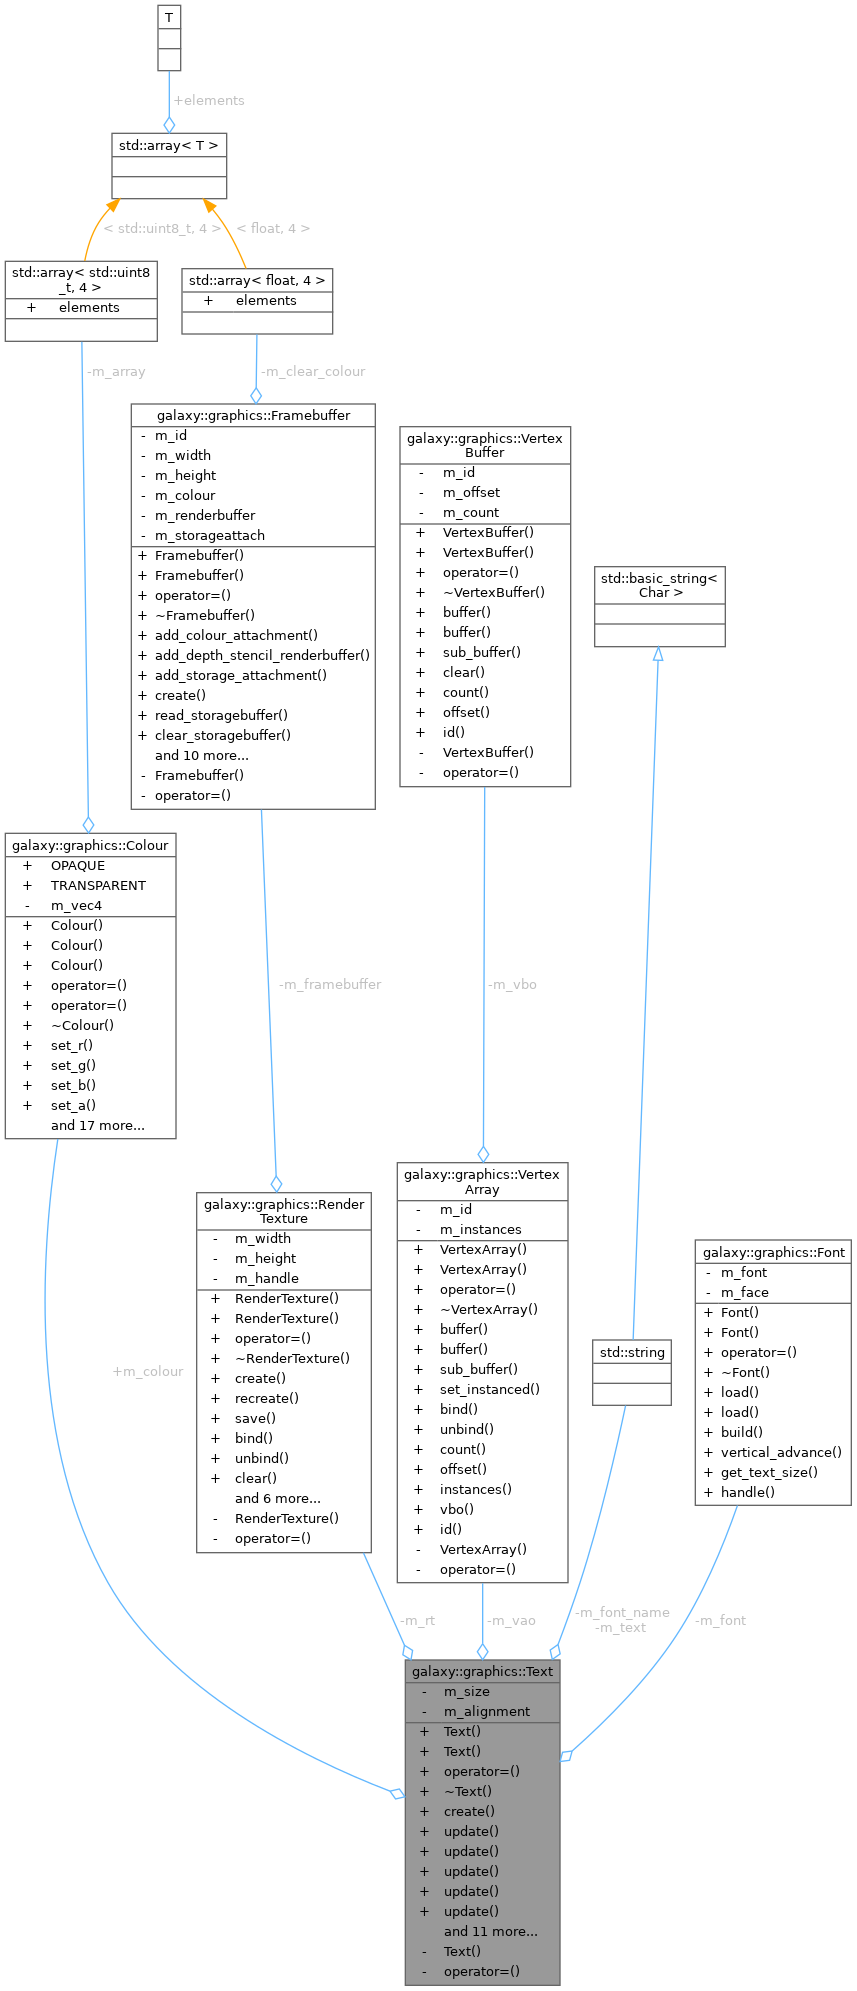 T
+elements
std::array< T >
< std::uint8_t, 4 >
< float, 4 >
std::array< std::uint8
_t, 4 >
+ elements
std::array< float, 4 >
+ elements
-m_array
-m_clear_colour
galaxy::graphics::Framebuffer
- m_id
- m_width
- m_height
- m_colour
- m_renderbuffer
- m_storageattach
+ Framebuffer()
+ Framebuffer()
+ operator=()
+ ~Framebuffer()
+ add_colour_attachment()
+ add_depth_stencil_renderbuffer()
+ add_storage_attachment()
+ create()
+ read_storagebuffer()
+ clear_storagebuffer()
and 10 more...
- Framebuffer()
- operator=()
galaxy::graphics::Vertex
Buffer
- m_id
- m_offset
- m_count
+ VertexBuffer()
+ VertexBuffer()
+ operator=()
+ ~VertexBuffer()
+ buffer()
+ buffer()
+ sub_buffer()
+ clear()
+ count()
+ offset()
+ id()
- VertexBuffer()
- operator=()
std::basic_string<
Char >
galaxy::graphics::Colour
+ OPAQUE
+ TRANSPARENT
- m_vec4
+ Colour()
+ Colour()
+ Colour()
+ operator=()
+ operator=()
+ ~Colour()
+ set_r()
+ set_g()
+ set_b()
+ set_a()
and 17 more...
-m_framebuffer
-m_vbo
galaxy::graphics::Render
Texture
- m_width
- m_height
- m_handle
+ RenderTexture()
+ RenderTexture()
+ operator=()
+ ~RenderTexture()
+ create()
+ recreate()
+ save()
+ bind()
+ unbind()
+ clear()
and 6 more...
- RenderTexture()
- operator=()
galaxy::graphics::Vertex
Array
- m_id
- m_instances
+ VertexArray()
+ VertexArray()
+ operator=()
+ ~VertexArray()
+ buffer()
+ buffer()
+ sub_buffer()
+ set_instanced()
+ bind()
+ unbind()
+ count()
+ offset()
+ instances()
+ vbo()
+ id()
- VertexArray()
- operator=()
std::string
galaxy::graphics::Font
- m_font
- m_face
+ Font()
+ Font()
+ operator=()
+ ~Font()
+ load()
+ load()
+ build()
+ vertical_advance()
+ get_text_size()
+ handle()
+m_colour
-m_rt
-m_vao
-m_font_name
-m_text
-m_font
galaxy::graphics::Text
- m_size
- m_alignment
+ Text()
+ Text()
+ operator=()
+ ~Text()
+ create()
+ update()
+ update()
+ update()
+ update()
+ update()
and 11 more...
- Text()
- operator=()